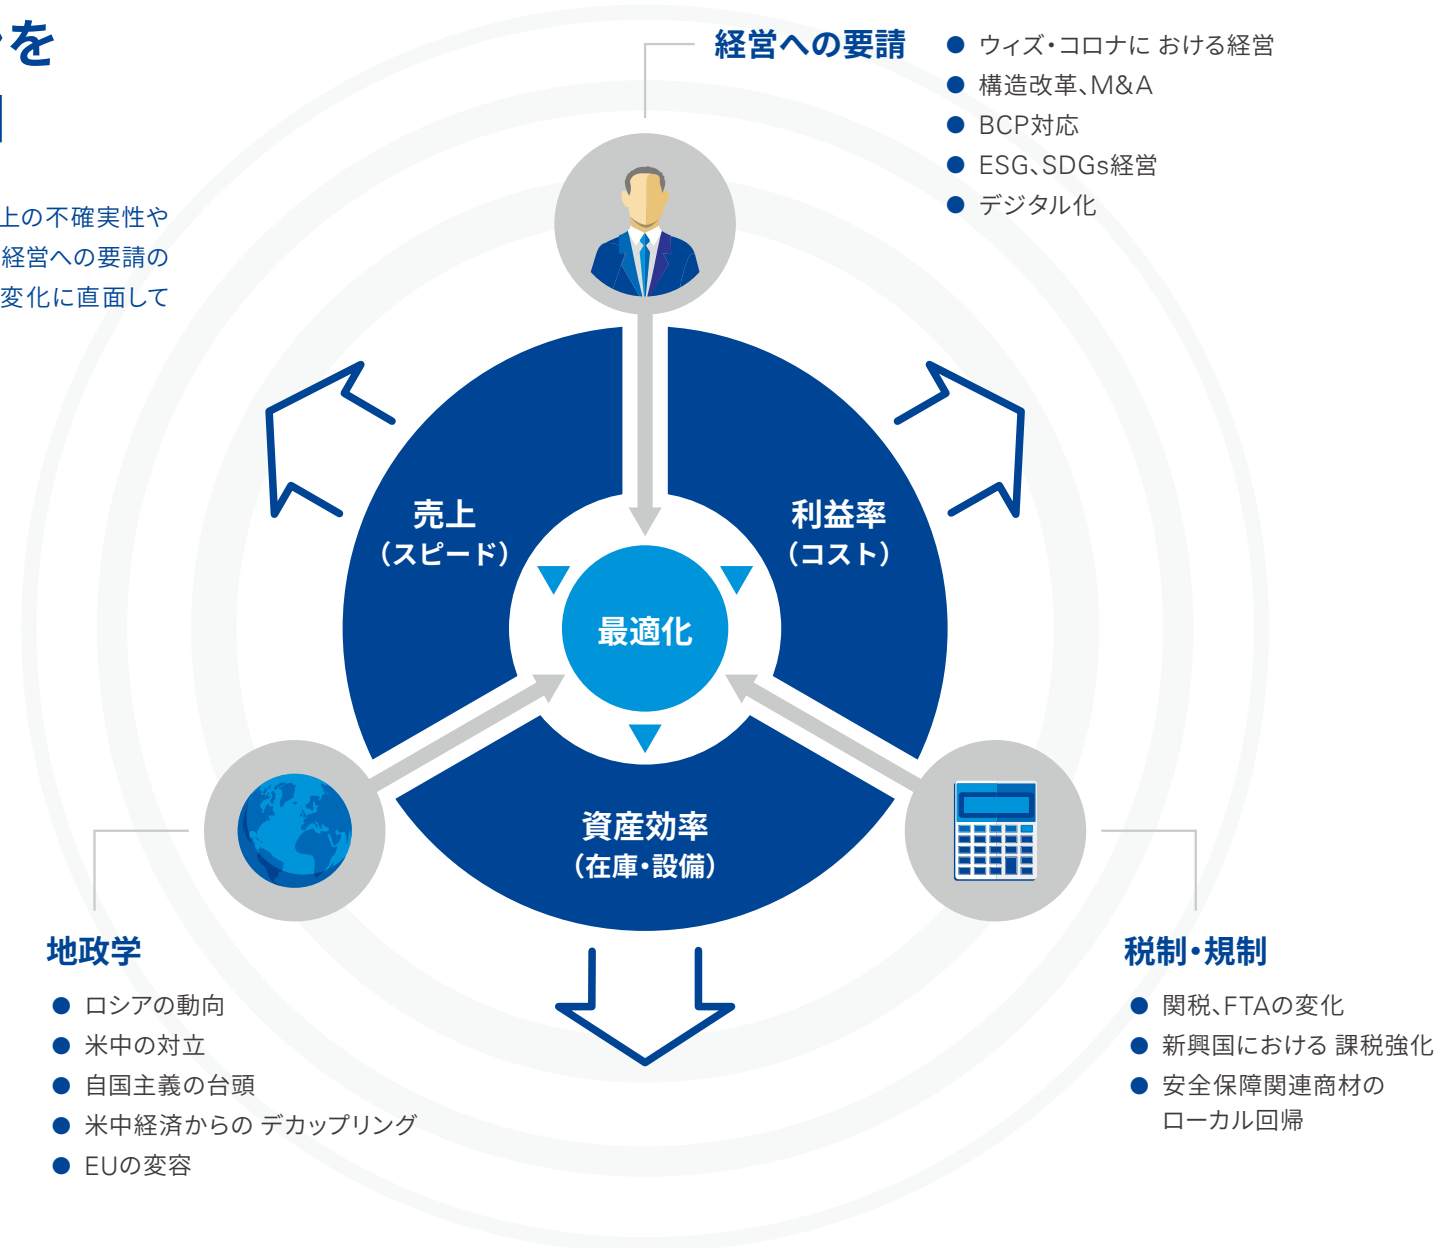 を
上の不確実性や
経営への要請の
変化に直面して
経営への要請
● ウィズ・コロナに おける経営
● 構造改革、M&A
● BCP対応
● ESG、SDGs経営
● デジタル化
売上
（スピード）
利益率
（コスト）
最適化
資産効率
（在庫・設備）
地政学
● ロシアの動向
● 米中の対立
● 自国主義の台頭
● 米中経済からの デカップリング
● EUの変容
税制・規制
● 関税、FTAの変化
● 新興国における 課税強化
● 安全保障関連商材の
ローカル回帰